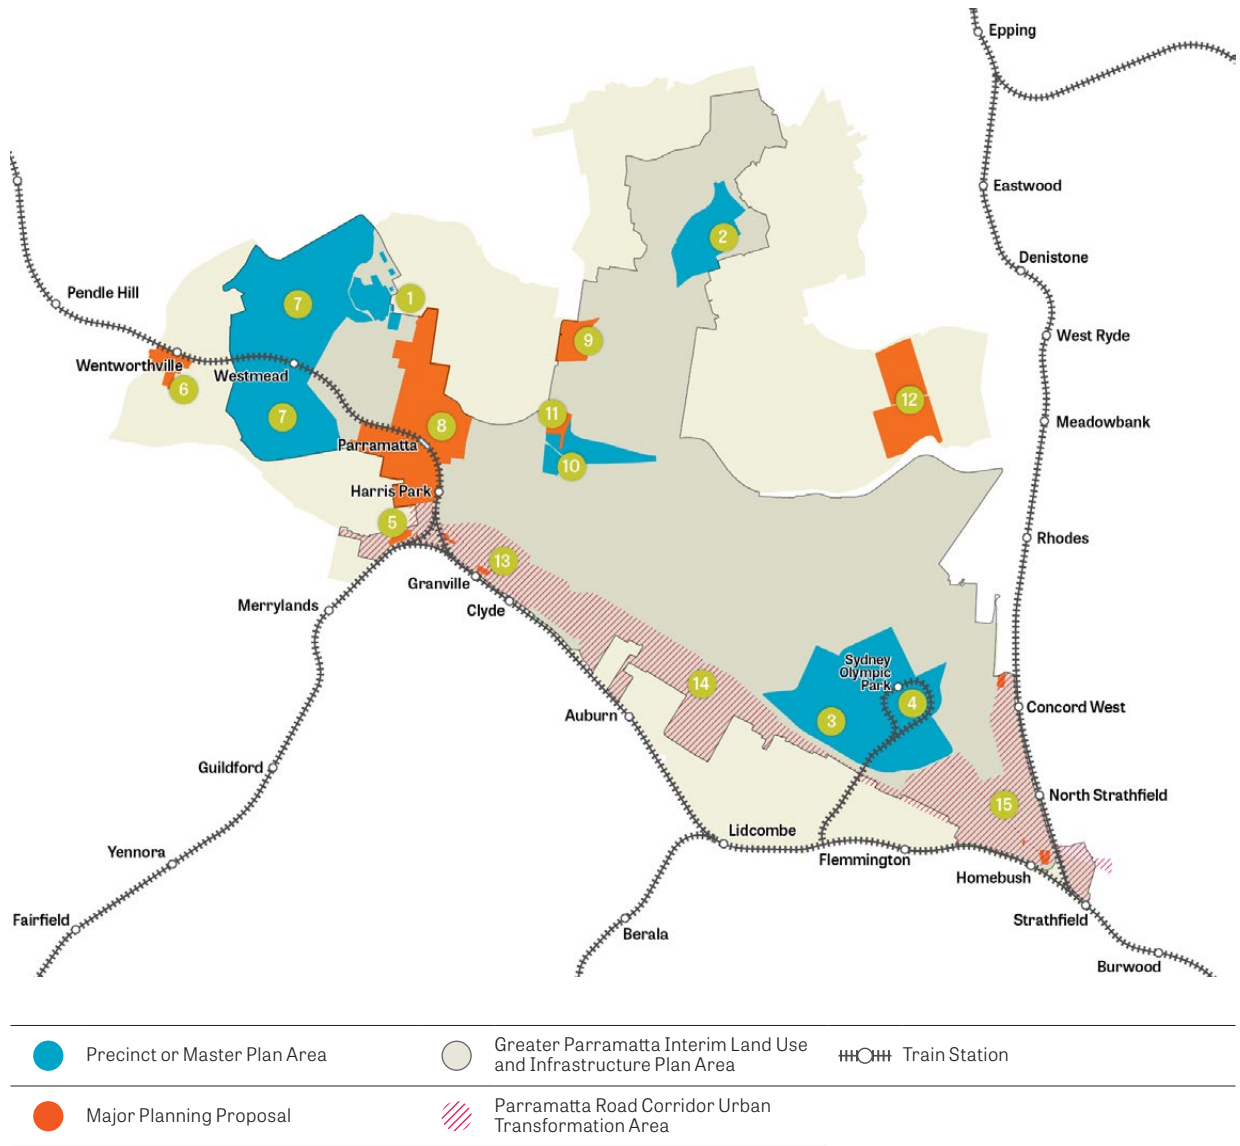 Epping
Eastwood
2
Denistone
Pendle Hill
7
1
West Ryde
9
Wentworthville
Westmead
6
12
11
7
8
Meadowbank
Parramatta
10
Harris Park
5
Rhodes
13
Granville
Merrylands
Clyde
Sydney
Olympic
Park
14
4
3
Concord West
Auburn
Guildford
North Strathfield
15
Lidcombe
Yennora
Flemmington
Homebush
Fairfield
Strathfield
Berala
Burwood
Precinct or Master Plan Area
Greater Parramatta Interim Land Use
and Infrastructure Plan Area
Train Station
Major Planning Proposal
Parramatta Road Corridor Urban
Transformation Area